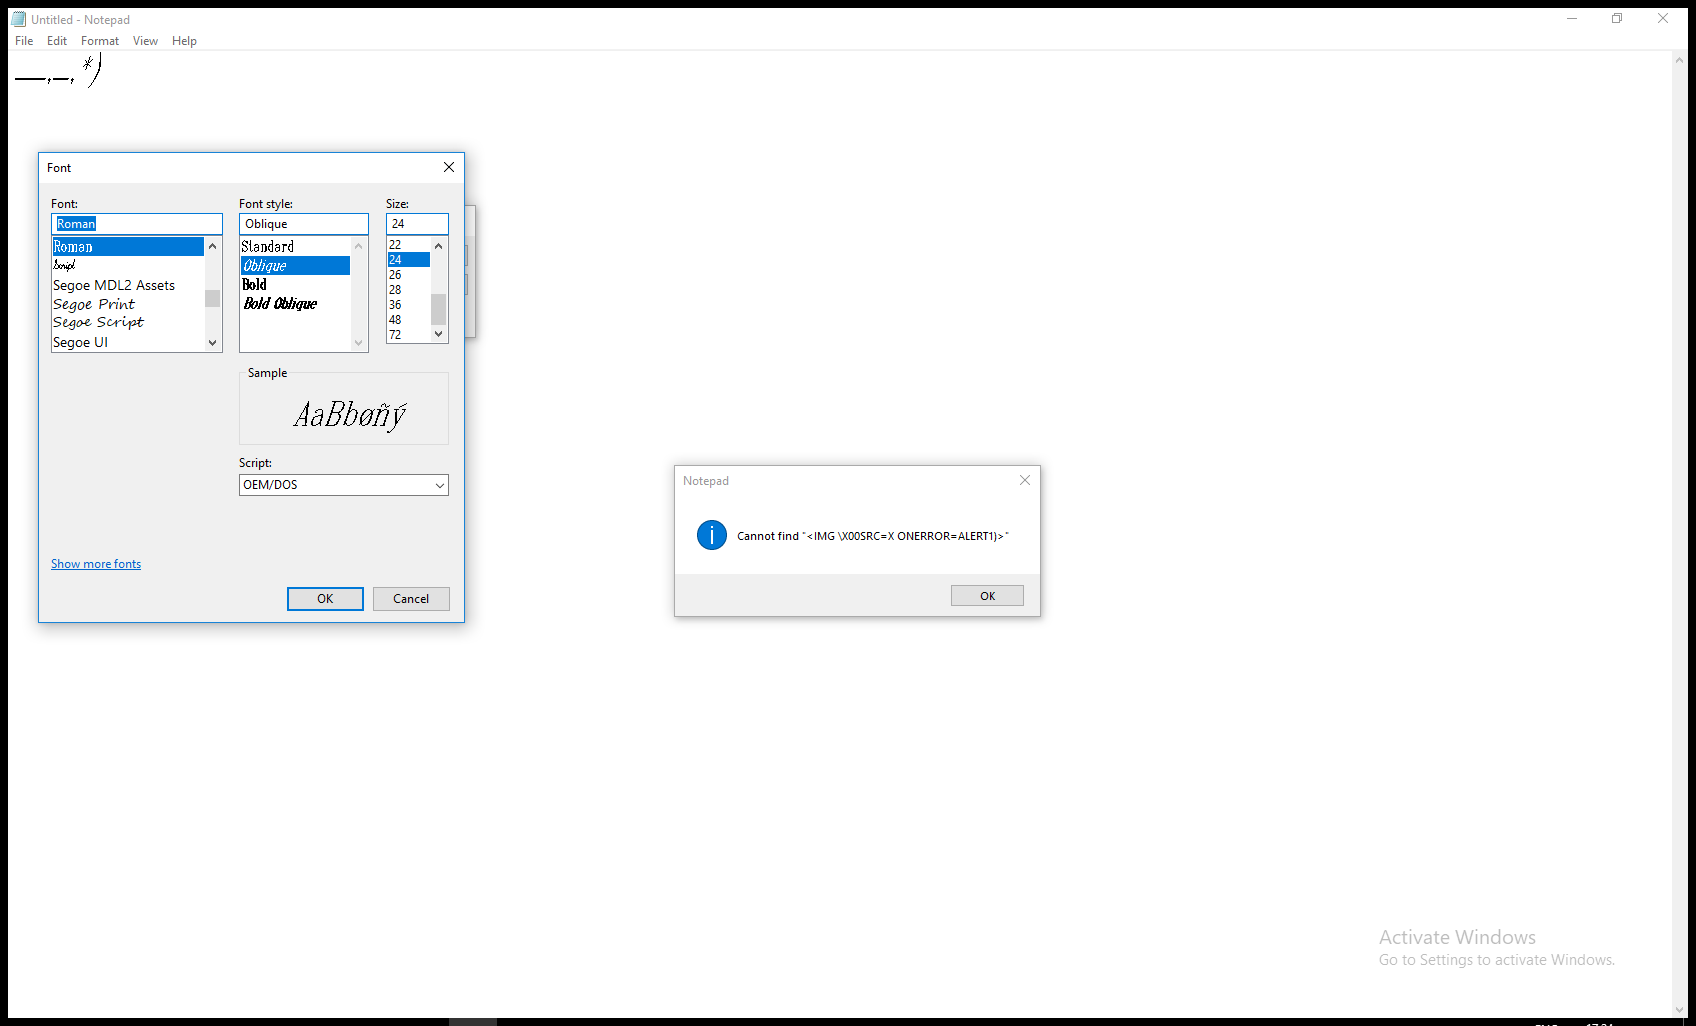 Untitled - Notepad
File Edit Format View Help
__,_, *)
Font
Font: Font style: Size:
Roman Oblique 24
Roman
Script
Segoe MDL2 Assets
Segoe Print
Segoe Script
Segoe UI
Standard
Oblique
Bold
Bold Oblique
22
24
26
28
36
48
72
Sample
AaBbøñý
Script:
OEM/DOS
Show more fonts
OK Cancel
Notepad
Cannot find "<IMG \X00SRC=X ONERROR=ALERT1)>"
OK
Activate Windows
Go to Settings to activate Windows.